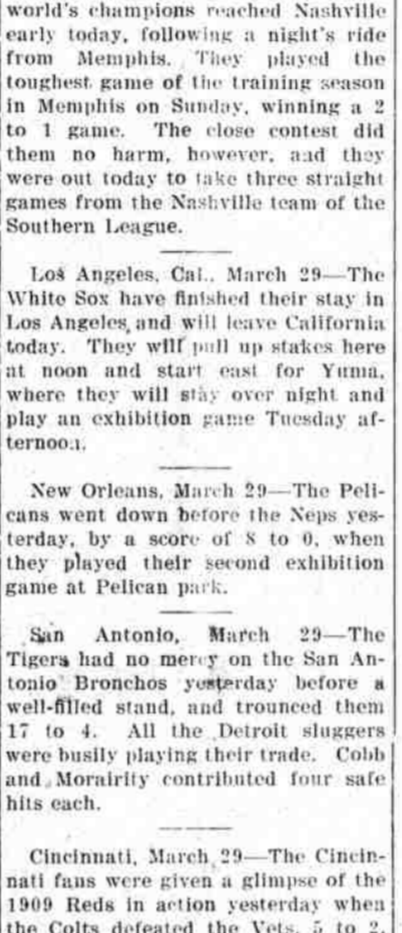 world's champions reached Nashville
early today, following a night's ride
from Memphis. They played the
toughest game of the training season
in Memphis on Sunday, winning a 2
to 1 game. The close contest did
them no harm, however, and they
were out today to take three straight
games from the Nashville team of the
Southern League.
Los Angeles, Cal., March 29—The
White Sox have finished their stay in
Los Angeles and will leave California
today. They will pull up stakes here
at noon and start east for Yuma,
where they will stay over night and
play an exhibition game Tuesday af-
ternoon.
New Orleans, March 29—The Peli-
cans went down before the Neps yes-
terday, by a score of 8 to 0, when
they played their second exhibition
game at Pelican park.
San Antonio, March 29—The
Tigers had no mercy on the San An-
tonio Bronchos yesterday before a
well-filled stand, and trounced them
17 to 4. All the Detroit sluggers
were busily playing their trade. Cobb
and Morairity contributed four safe
hits each.
Cincinnati, March 29—The Cincin-
nati fans were given a glimpse of the
1909 Reds in action yesterday when
the Colts defeated the Vets, 5 to 2.